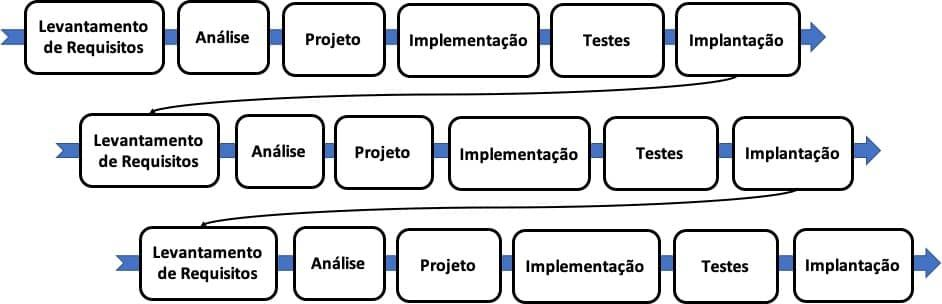 Levantamento
de Requisitos
Análise
Projeto
Implementação
Testes
Implantação
Levantamento
de Requisitos
Análise
Projeto
Implementação
Testes
Implantação
Levantamento
de Requisitos
Análise
Projeto
Implementação
Testes
Implantação